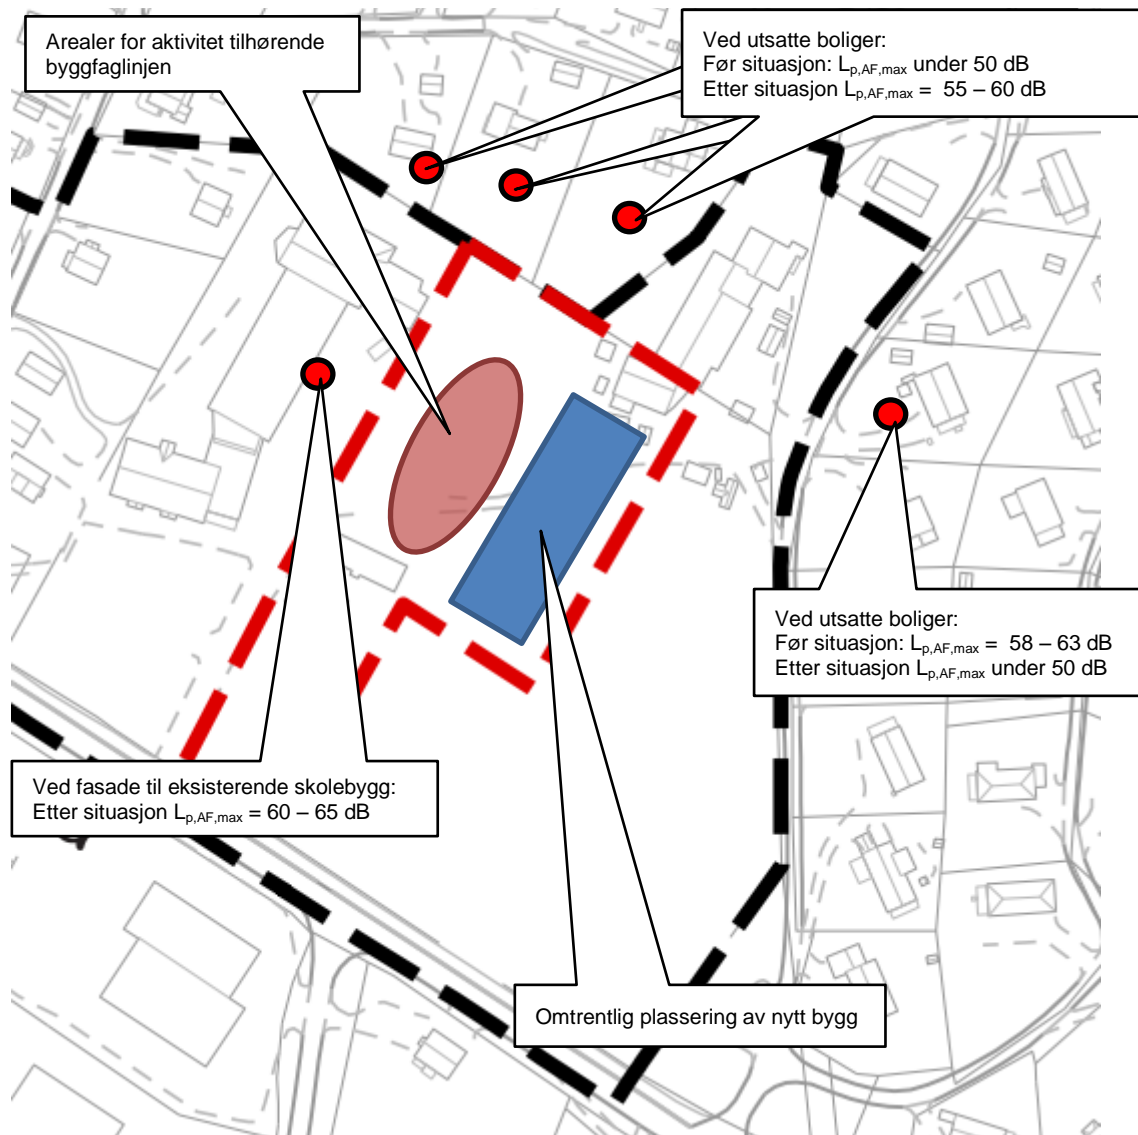 Arealer for aktivitet tilhørende
byggfaglinjen
Ved utsatte boliger:
Før situasjon: Lp,AF,max under 50 dB
Etter situasjon Lp,AF,max = 55 – 60 dB
Ved utsatte boliger:
Før situasjon: Lp,AF,max = 58 – 63 dB
Etter situasjon Lp,AF,max under 50 dB
Ved fasade til eksisterende skolebygg:
Etter situasjon Lp,AF,max = 60 – 65 dB
Omtrentlig plassering av nytt bygg